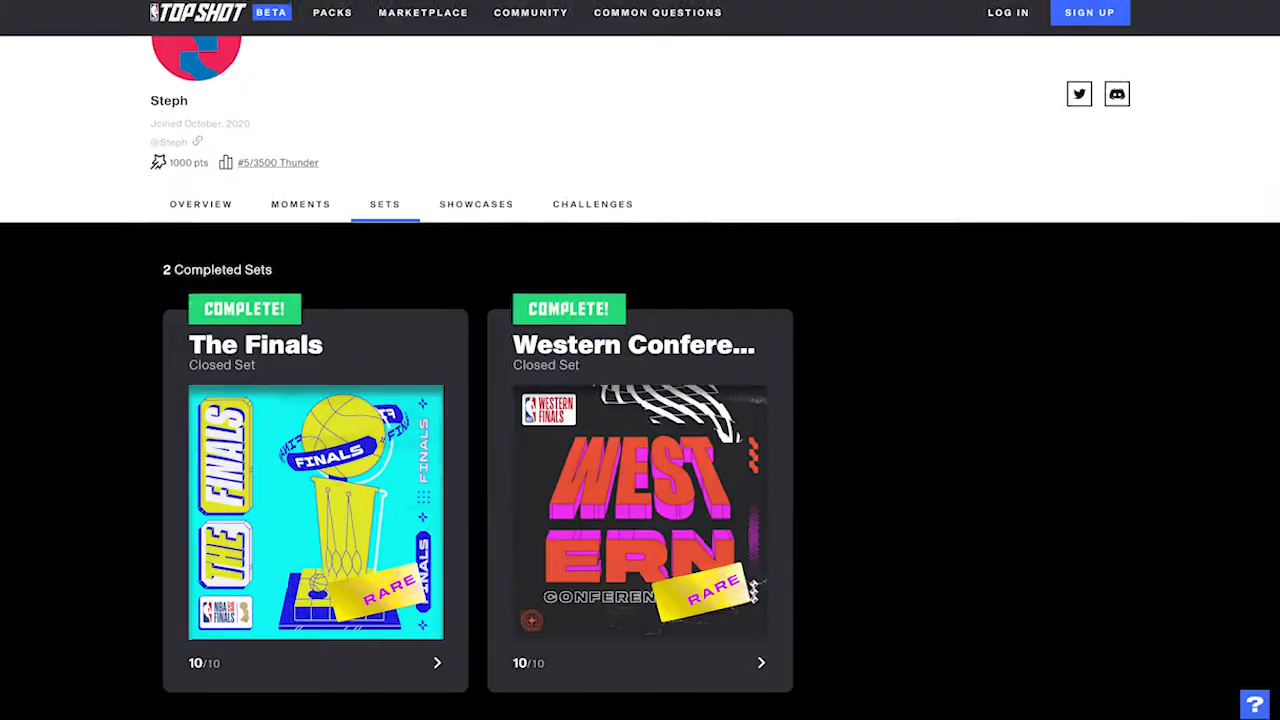 TOPSHOT BETA PACKS MARKETPLACE COMMUNITY COMMON QUESTIONS LOG IN SIGN UP
Steph
Joined October, 2020
@Steph
1000 pts #5/3500 Thunder
OVERVIEW MOMENTS SETS SHOWCASES CHALLENGES
2 Completed Sets
COMPLETE!
The Finals
Closed Set
THE FINALS
FINALS
FINALS
FINALS
NBA FINALS
RARE
10/10
COMPLETE!
Western Confere...
Closed Set
WESTERN
FINALS
WEST
ERN
CONFEREN
RARE
10/10
?